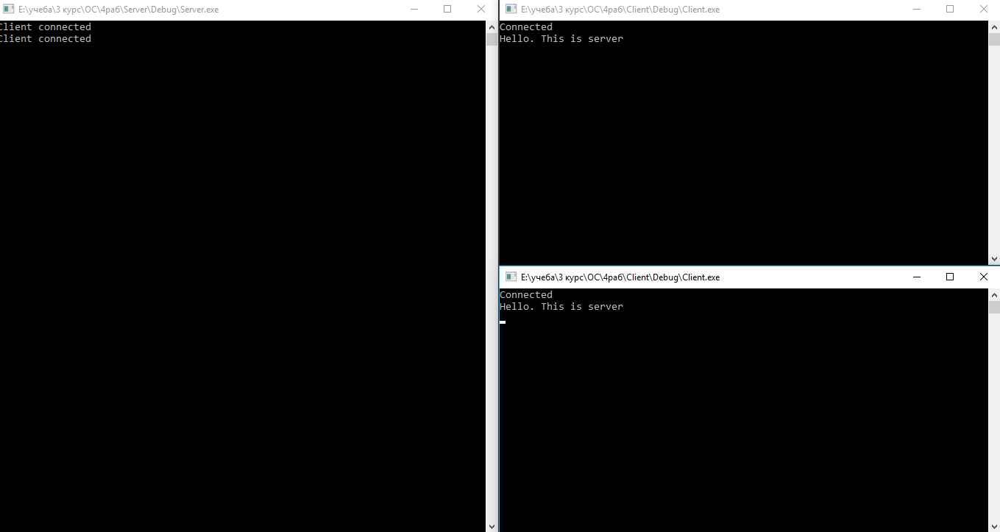 E:\учеба\3 курс\ОС\4раб\Server\Debug\Server.exe
Client connected
Client connected
E:\учеба\3 курс\ОС\4раб\Client\Debug\Client.exe
Connected
Hello. This is server
E:\учеба\3 курс\ОС\4раб\Client\Debug\Client.exe
Connected
Hello. This is server